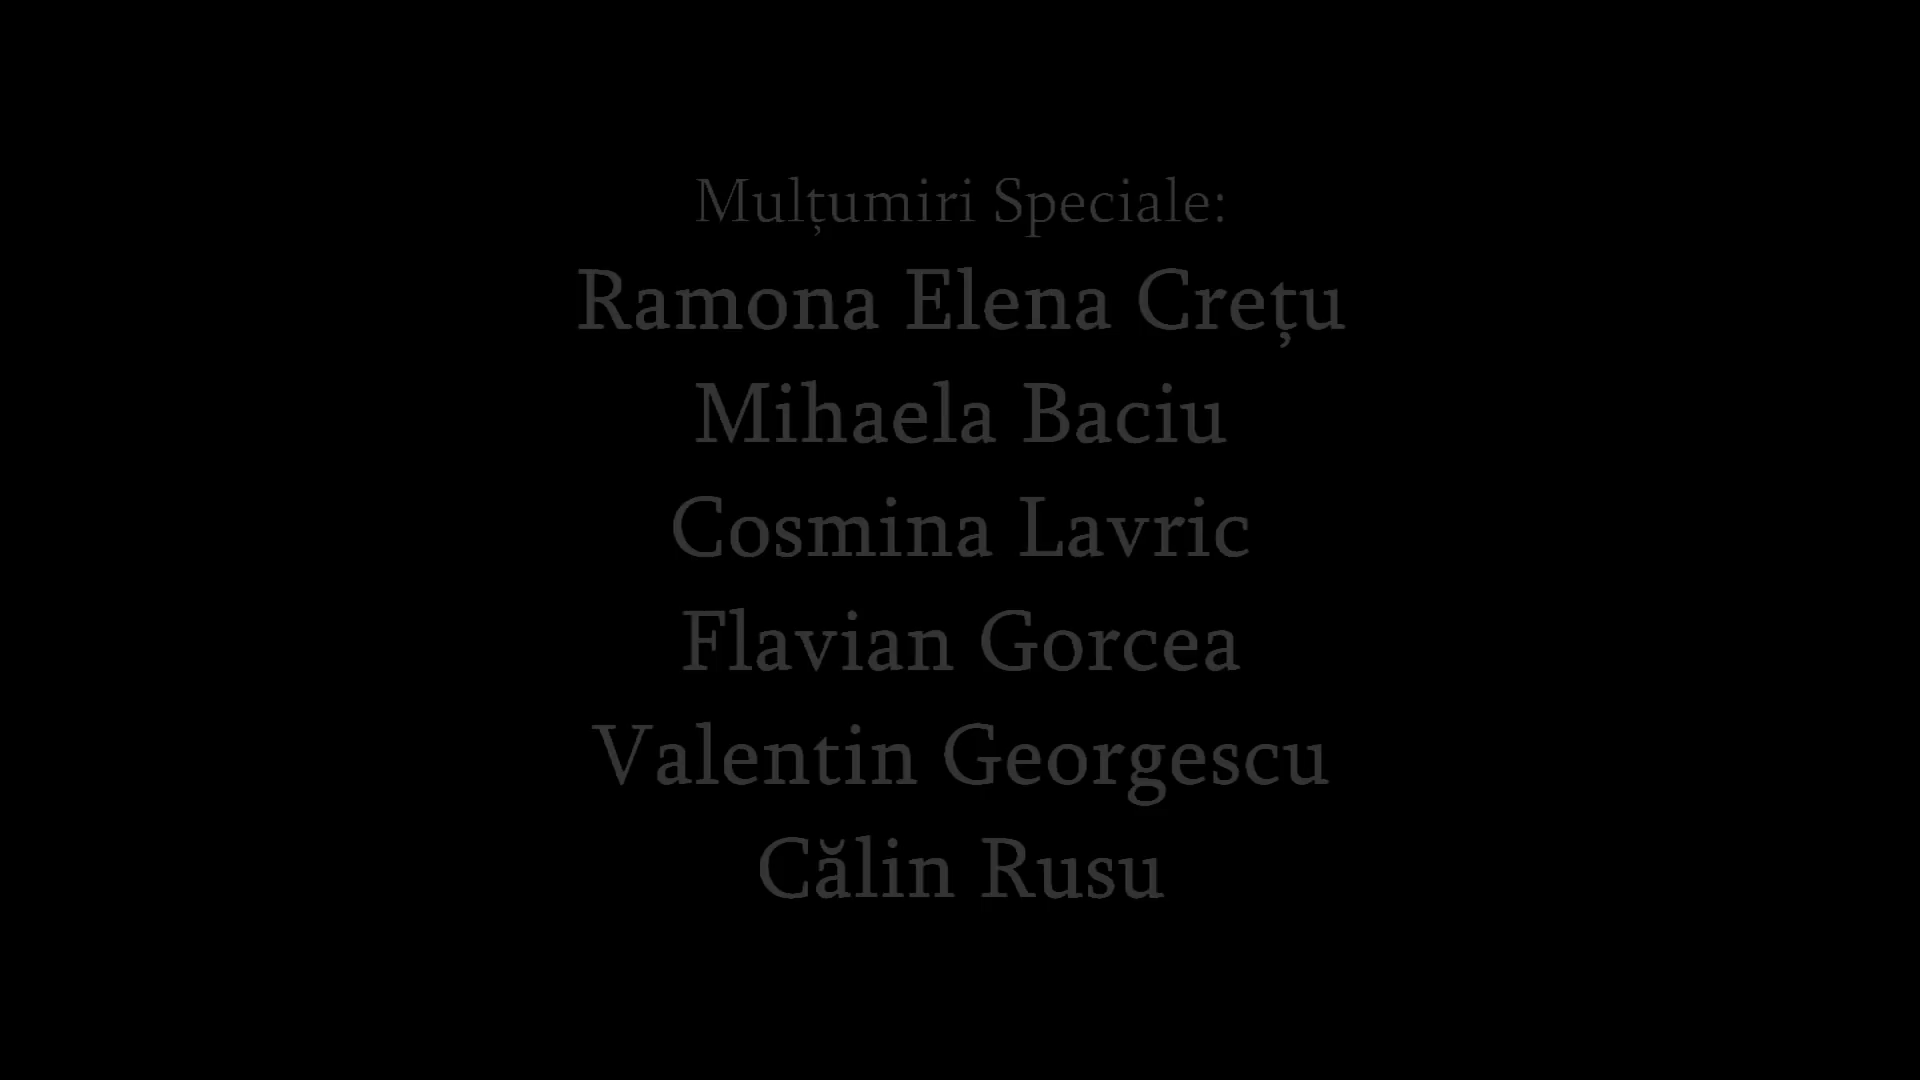 Mulțumiri Speciale:
Ramona Elena Crețu
Mihaela Baciu
Cosmina Lavric
Flavian Gorcea
Valentin Georgescu
Călin Rusu